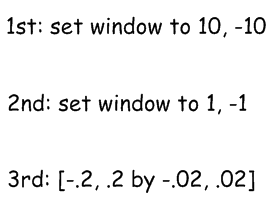 1st: set window to 10, -10
2nd: set window to 1, -1
3rd: [-.2, .2 by -.02, .02]